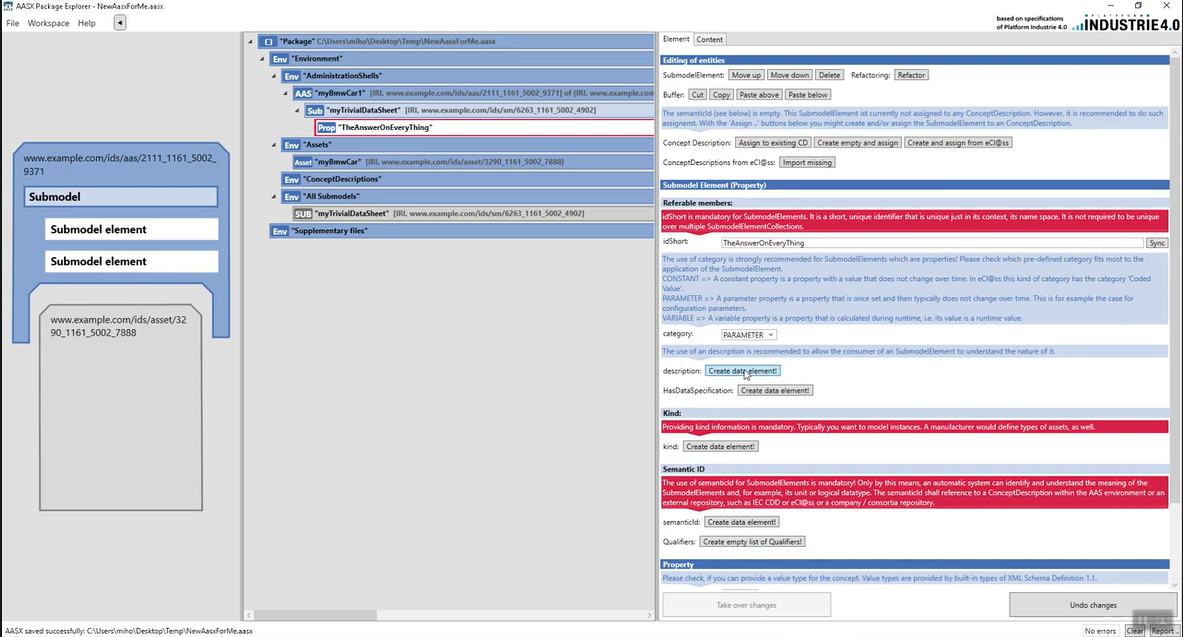 AASX Package Explorer - NewAasxForMe.aasx
File Workspace Help
based on specifications
of Platform Industrie 4.0
PLATTFORM
INDUSTRIE4.0
www.example.com/ids/aas/2111_1161_5002_
9371
Submodel
Submodel element
Submodel element
www.example.com/ids/asset/32
90_1161_5002_7888
"Package" C:\Users\miho\Desktop\Temp\NewAasxForMe.aasx
Env "Environment"
Env "AdministrationShells"
AAS "myBmwCar1" [IRI, www.example.com/ids/aas/2111_1161_5002_9371] of [IRI, www.example.com
Sub "myTrivialDataSheet" [IRI, www.example.com/ids/sm/6263_1161_5002_4902]
Prop "TheAnswerOnEveryThing"
Env "Assets"
Asset "myBmwCar" [IRI, www.example.com/ids/asset/3290_1161_5002_7888]
Env "ConceptDescriptions"
Env "All Submodels"
SUB "myTrivialDataSheet" [IRI, www.example.com/ids/sm/6263_1161_5002_4902]
Env "Supplementary files"
Element Content
Editing of entities
SubmodelElement: Move up Move down Delete Refactoring: Refactor
Buffer: Cut Copy Paste above Paste below
The semanticId (see below) is empty. This SubmodelElement ist currently not assigned to any ConceptDescription. However, it is recommended to do such
assignemt. With the 'Assign ..' buttons below you might create and/or assign the SubmodelElement to an ConceptDescription.
Concept Description: Assign to existing CD Create empty and assign Create and assign from eCl@ss
ConceptDescriptions from eCl@ss: Import missing
Submodel Element (Property)
Referable members:
idShort is mandatory for SubmodelElements. It is a short, unique identifier that is unique just in its context, its name space. It is not required to be unique
over multiple SubmodelElementCollections.
idShort: TheAnswerOnEveryThing Sync
The use of category is strongly recommended for SubmodelElements which are properties! Please check which pre-defined category fits most to the
application of the SubmodelElement.
CONSTANT => A constant property is a property with a value that does not change over time. In eCl@ss this kind of category has the category 'Coded
Value'.
PARAMETER => A parameter property is a property that is once set and then typically does not change over time. This is for example the case for
configuration parameters.
VARIABLE => A variable property is a property that is calculated during runtime, i.e. its value is a runtime value.
category: PARAMETER
The use of an description is recommended to allow the consumer of an SubmodelElement to understand the nature of it.
description: Create data element!
HasDataSpecification: Create data element!
Kind:
Providing kind information is mandatory. Typically you want to model instances. A manufacturer would define types of assets, as well.
kind: Create data element!
Semantic ID
The use of semanticId for SubmodelElements is mandatory! Only by this means, an automatic system can identify and understand the meaning of the
SubmodelElements and, for example, its unit or logical datatype. The semanticId shall reference to a ConceptDescription within the AAS environment or an
external repository, such as IEC CDD or eCl@ss or a company / consortia repository.
semanticId: Create data element!
Qualifiers: Create empty list of Qualifiers!
Property
Please check, if you can provide a value type for the concept. Value types are provided by built-in types of XML Schema Definition 1.1.
Take over changes Undo changes
AASX saved successfully: C:\Users\miho\Desktop\Temp\NewAasxForMe.aasx
No errors Clear Report..